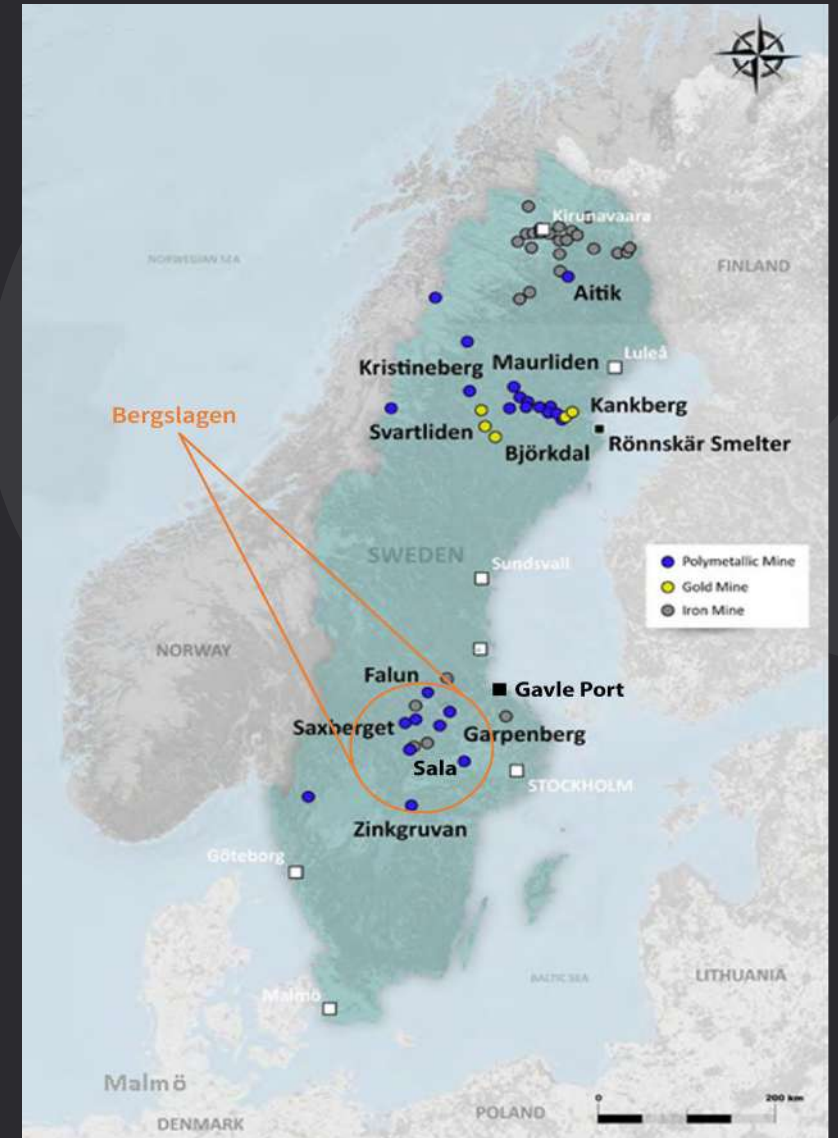 NORWEGIAN SEA
Kirunavaara
FINLAND
Aitik
Luleå
Kristineberg
Maurliden
Kankberg
Bergslagen
Svartliden
Björkdal
Rönnskär Smelter
SWEDEN
Sundsvall
Polymetallic Mine
Gold Mine
Iron Mine
NORWAY
Falun
Gavle Port
Saxberget
Garpenberg
Sala
STOCKHOLM
Zinkgruvan
Göteborg
BALTIC SEA
LITHUANIA
Malmö
Malmö
DENMARK
POLAND
0
200 km